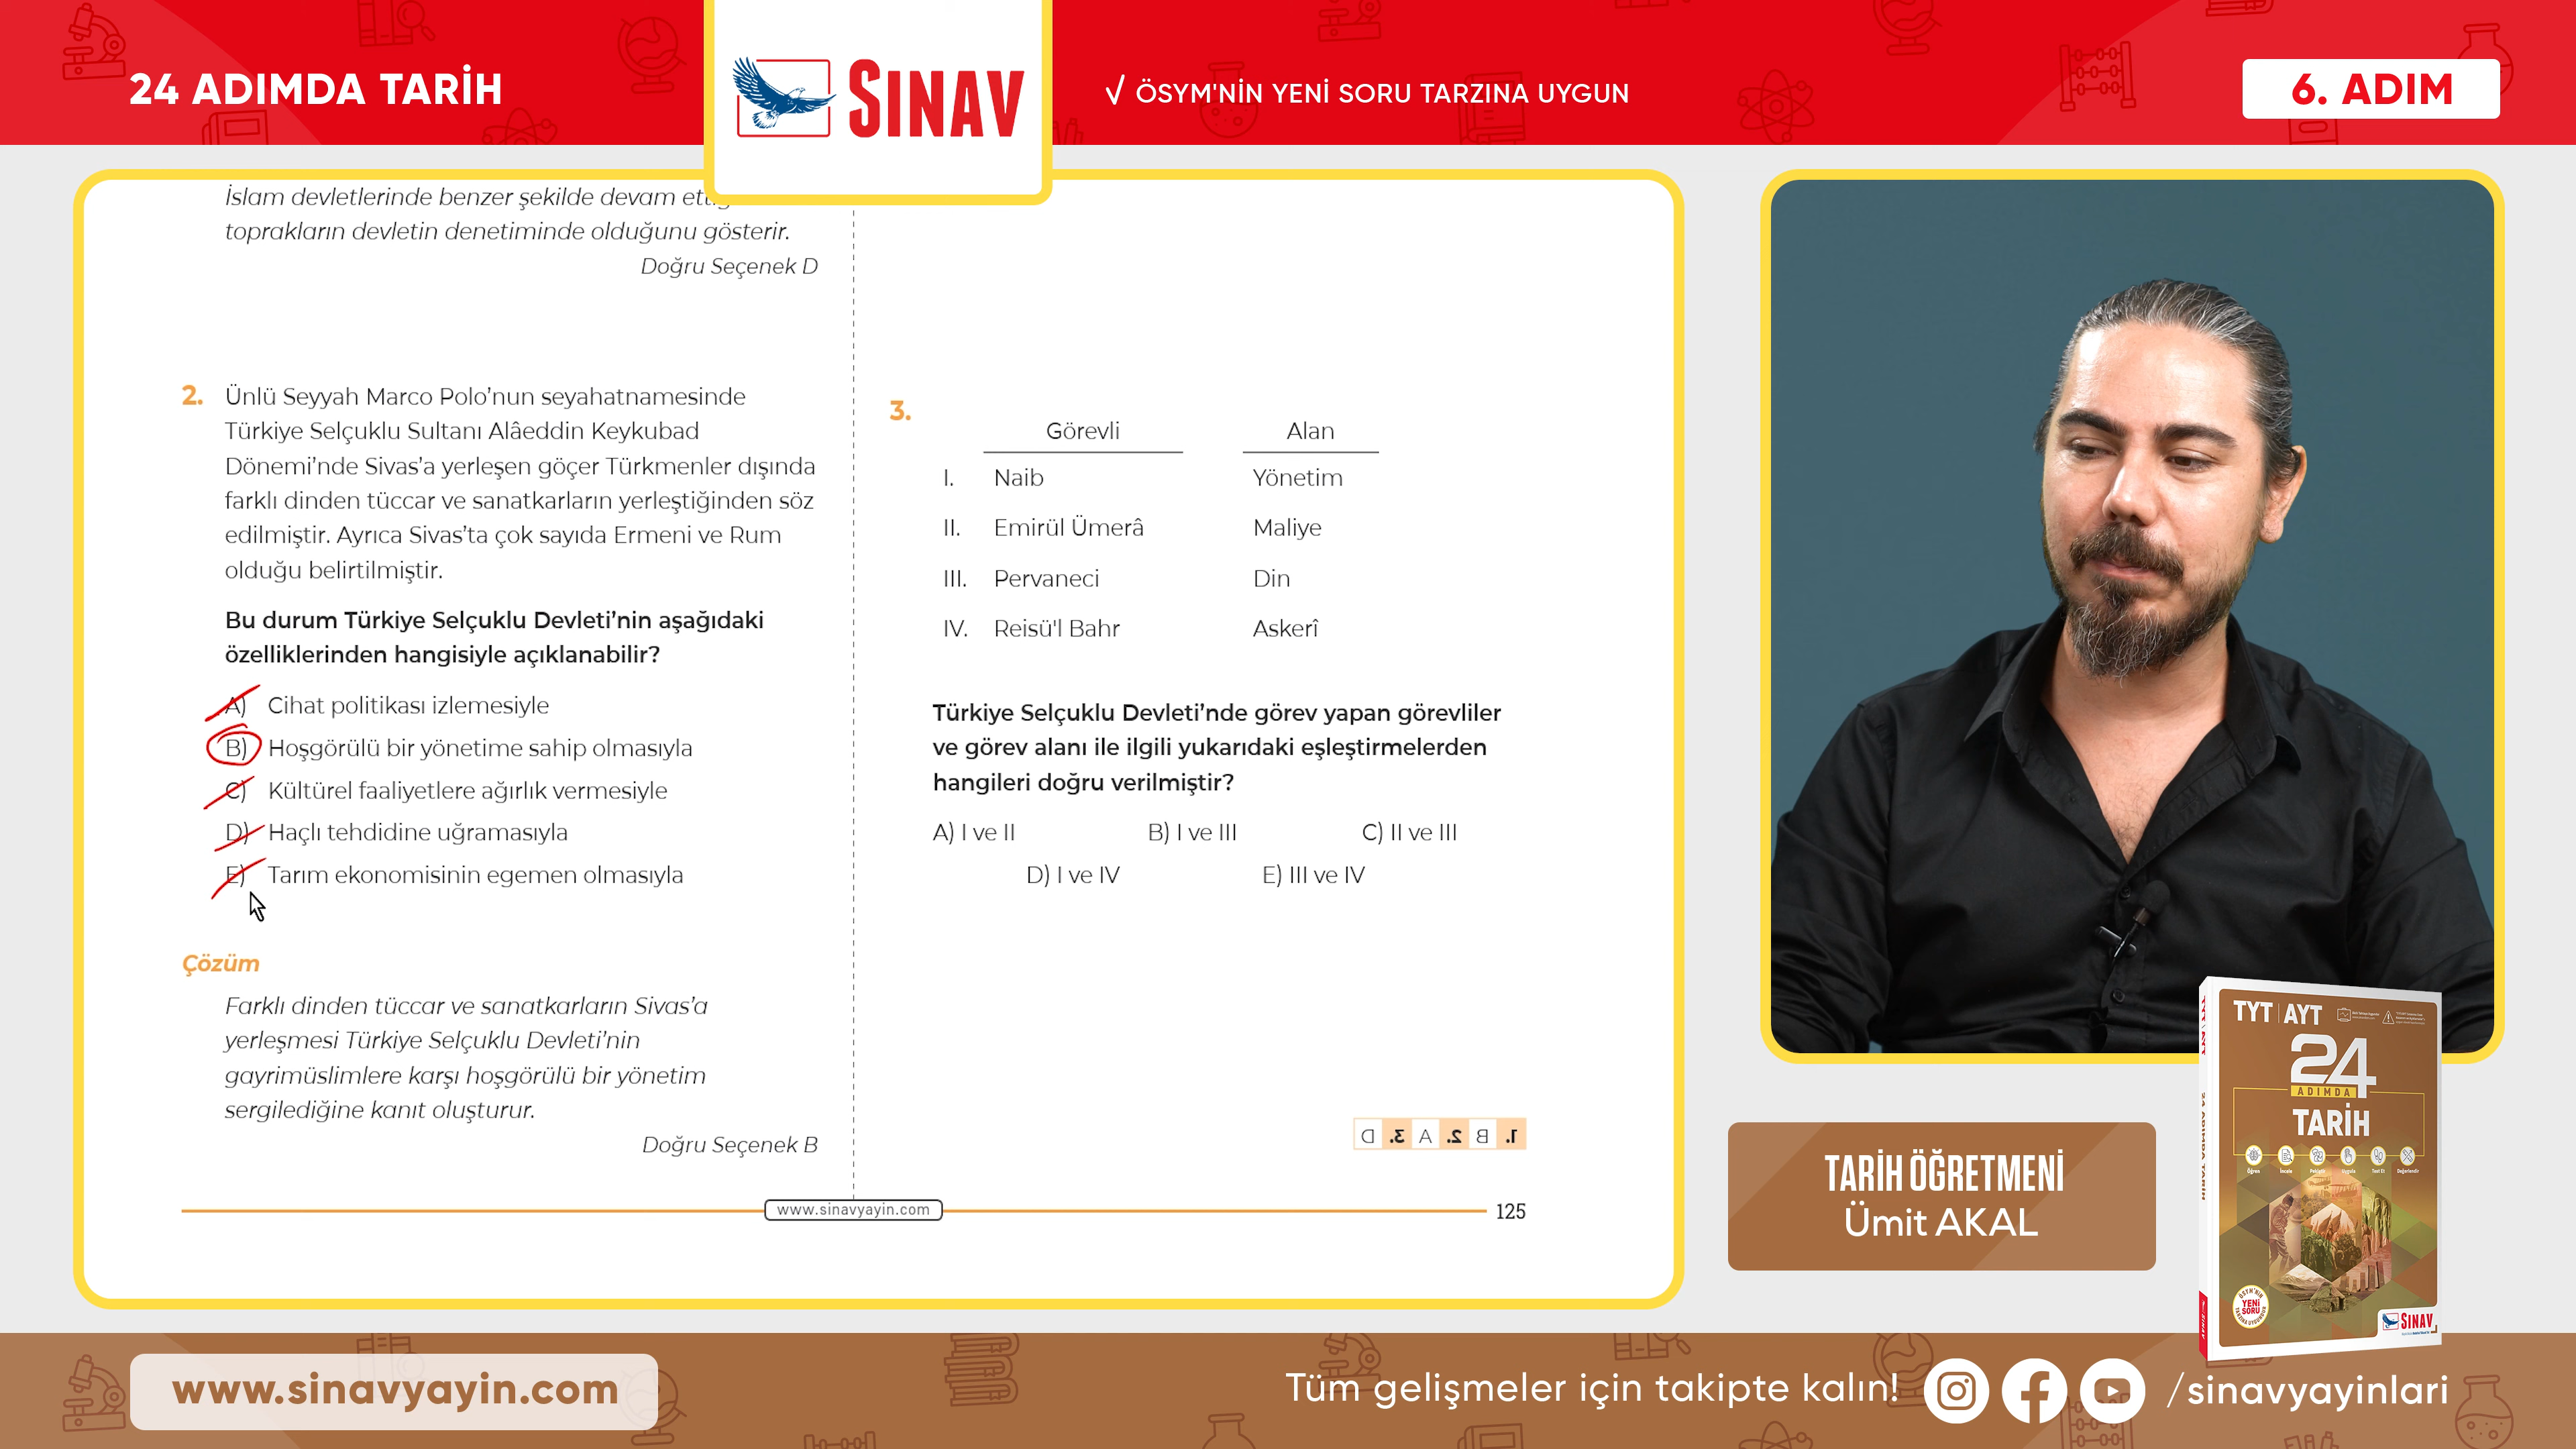 24 ADIMDA TARİH
SINAV
√ ÖSYM'NİN YENİ SORU TARZINA UYGUN
6. ADIM
İslam devletlerinde benzer şekilde devam
toprakların devletin denetiminde olduğunu gösterir.
Doğru Seçenek D
2. Ünlü Seyyah Marco Polo'nun seyahatnamesinde
Türkiye Selçuklu Sultanı Alâeddin Keykubad
Dönemi'nde Sivas'a yerleşen göçer Türkmenler dışında
farklı dinden tüccar ve sanatkarların yerleştiğinden söz
edilmiştir. Ayrıca Sivas'ta çok sayıda Ermeni ve Rum
olduğu belirtilmiştir.
Bu durum Türkiye Selçuklu Devleti'nin aşağıdaki
özelliklerinden hangisiyle açıklanabilir?
A) Cihat politikası izlemesiyle
B) Hoşgörülü bir yönetime sahip olmasıyla
C) Kültürel faaliyetlere ağırlık vermesiyle
D) Haçlı tehdidine uğramasıyla
E) Tarım ekonomisinin egemen olmasıyla
Çözüm
Farklı dinden tüccar ve sanatkarların Sivas'a
yerleşmesi Türkiye Selçuklu Devleti'nin
gayrimüslimlere karşı hoşgörülü bir yönetim
sergilediğine kanıt oluşturur.
Doğru Seçenek B
3.
Görevli Alan
I. Naib Yönetim
II. Emirül Ümerâ Maliye
III. Pervaneci Din
IV. Reisü'l Bahr Askerî
Türkiye Selçuklu Devleti'nde görev yapan görevliler
ve görev alanı ile ilgili yukarıdaki eşleştirmelerden
hangileri doğru verilmiştir?
A) I ve II B) I ve III C) II ve III
D) I ve IV E) III ve IV
1. B 2. A 3. D
www.sinavyayin.com
125
TARİH ÖĞRETMENİ
Ümit AKAL
TYT | AYT
24
ADIMDA
TARİH
SINAV
www.sinavyayin.com
Tüm gelişmeler için takipte kalın!
/sinavyayinlari